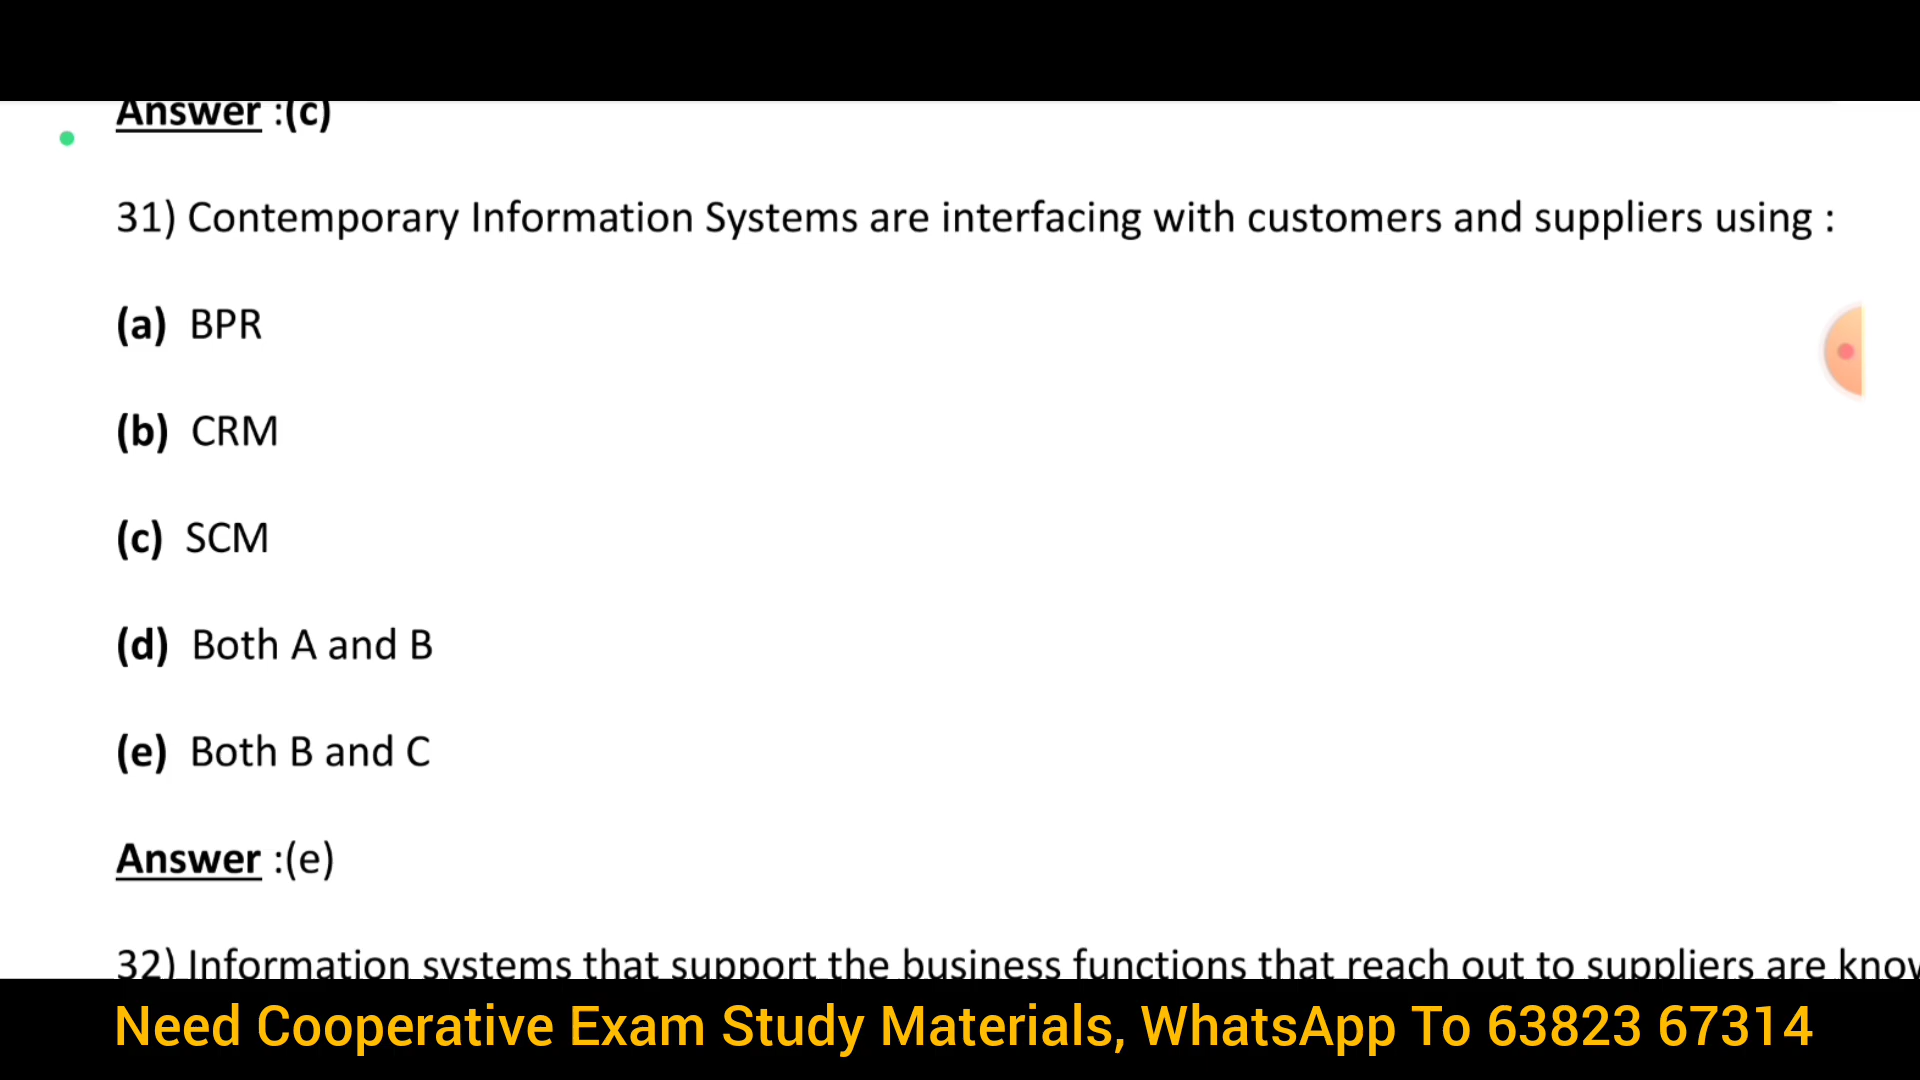 Answer :(c)
31) Contemporary Information Systems are interfacing with customers and suppliers using :
(a) BPR
(b) CRM
(c) SCM
(d) Both A and B
(e) Both B and C
Answer :(e)
32) Information systems that support the business functions that reach out to suppliers are
Need Cooperative Exam Study Materials, WhatsApp To 63823 67314